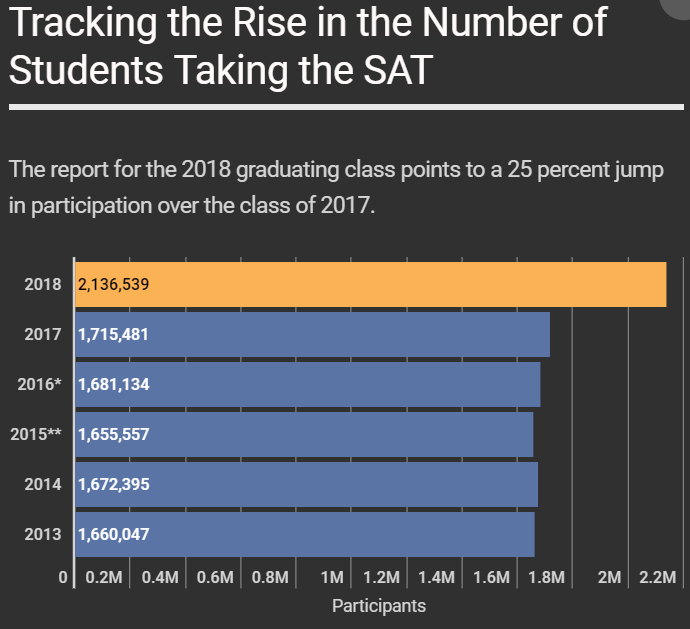 Tracking the Rise in the Number of
Students Taking the SAT
The report for the 2018 graduating class points to a 25 percent jump
in participation over the class of 2017.
2018 2,136,539
2017 1,715,481
2016* 1,681,134
2015** 1,655,557
2014 1,672,395
2013 1,660,047
0 0.2M 0.4M 0.6M 0.8M 1M 1.2M 1.4M 1.6M 1.8M 2M 2.2M
Participants